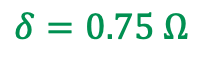 δ = 0.75 Ω